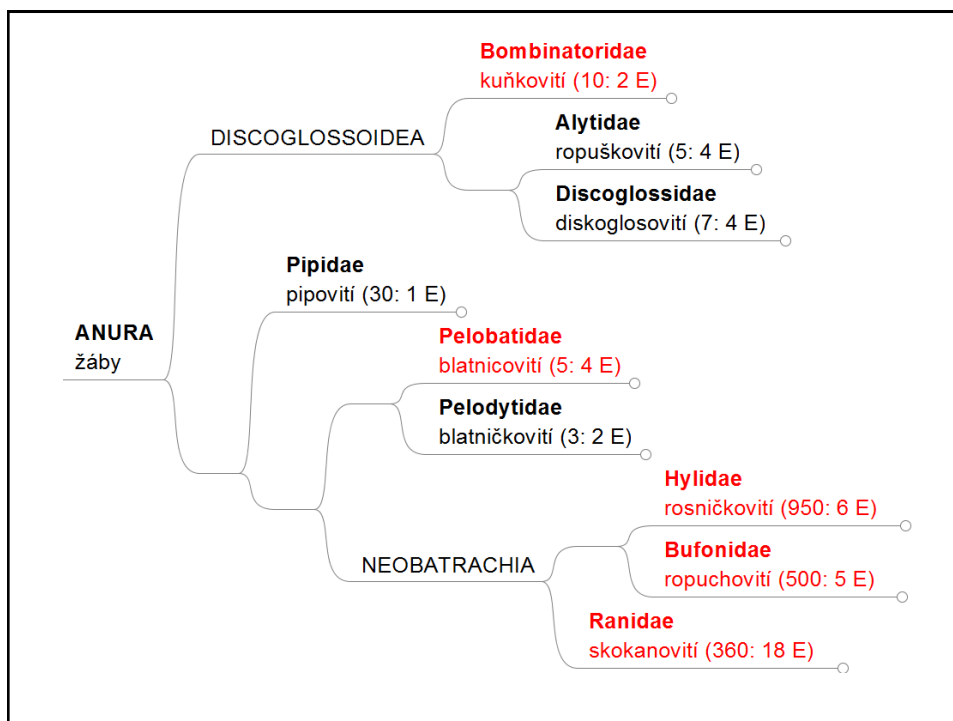 Bombinatoridae
kuňkovití (10: 2 E)
DISCOGLOSSOIDEA
Alytidae
ropuškovití (5: 4 E)
Discoglossidae
diskoglosovití (7: 4 E)
Pipidae
pipovití (30: 1 E)
ANURA
žáby
Pelobatidae
blatnicovití (5: 4 E)
Pelodytidae
blatničkovití (3: 2 E)
Hylidae
rosničkovití (950: 6 E)
Bufonidae
ropuchovití (500: 5 E)
NEOBATRACHIA
Ranidae
skokanovití (360: 18 E)